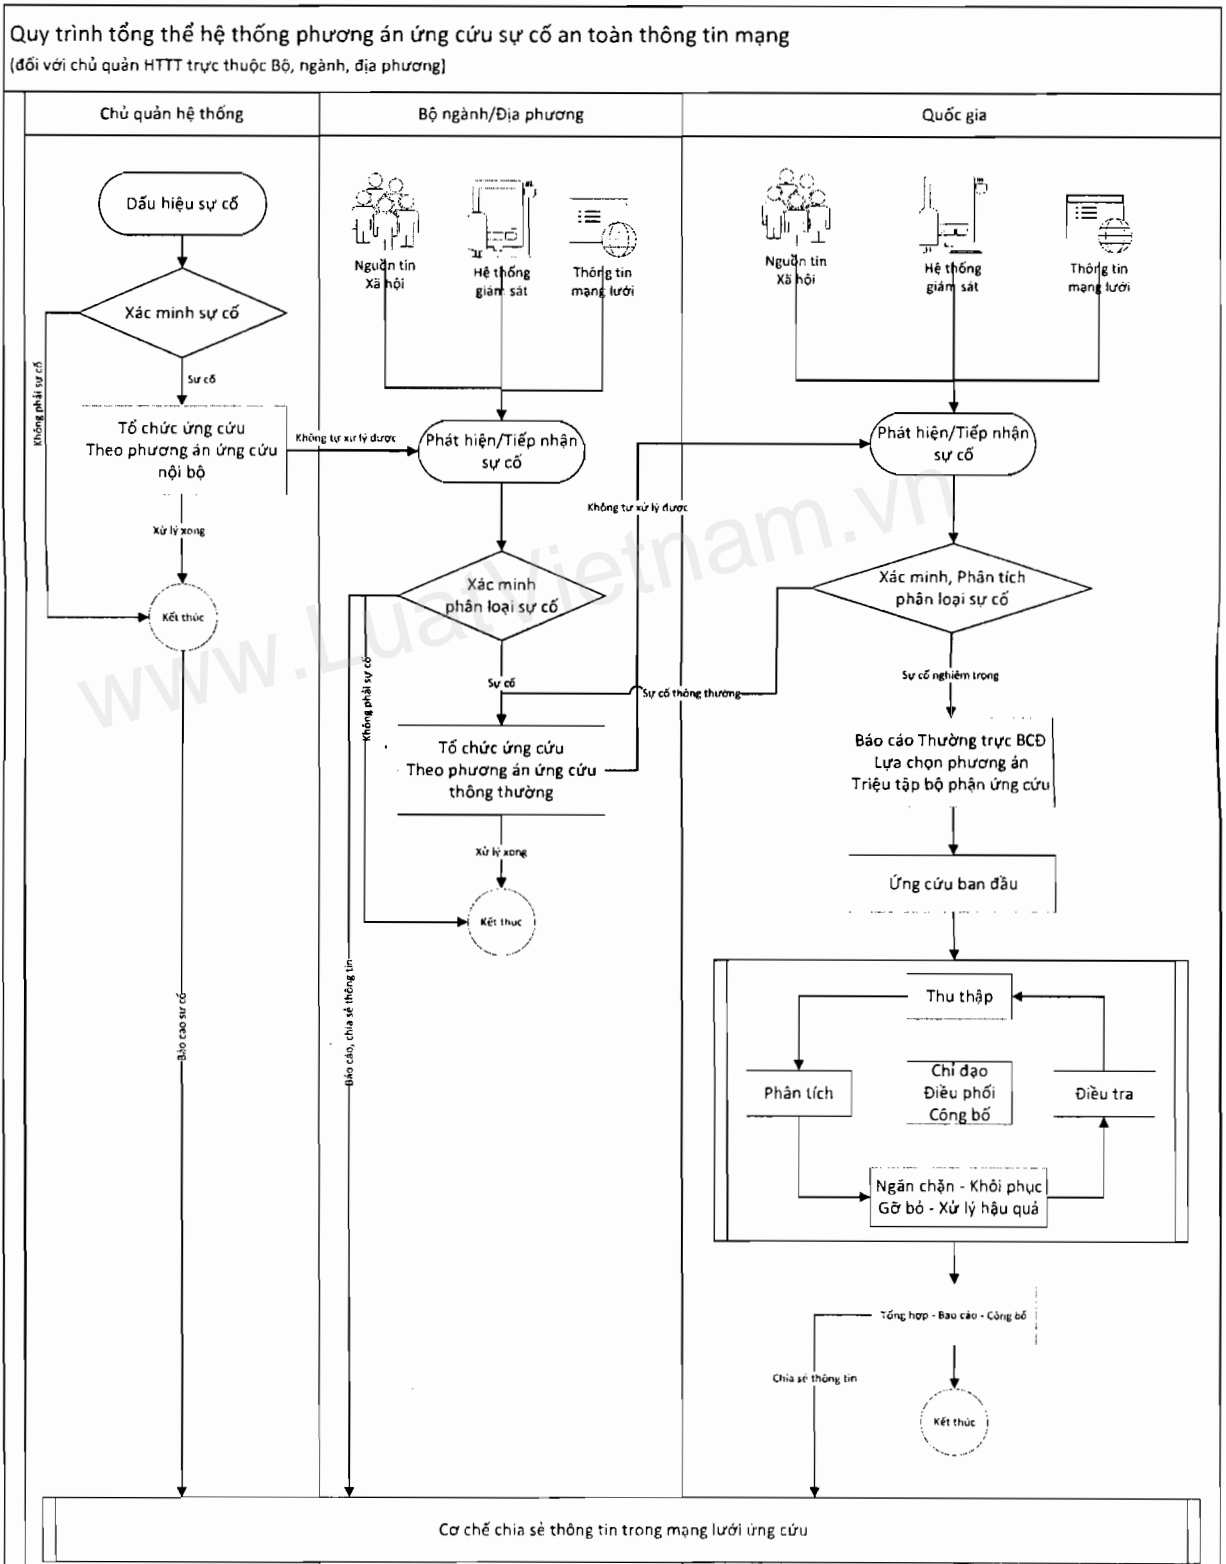 Quy trình tổng thể hệ thống phương án ứng cứu sự cố an toàn thông tin mạng
(đối với chủ quản HTTT trực thuộc Bộ, ngành, địa phương)
Chủ quản hệ thống
Bộ ngành/Địa phương
Quốc gia
Dấu hiệu sự cố
Xác minh sự cố
Không phải sự cố
Sự cố
Tổ chức ứng cứu
Theo phương án ứng cứu
nội bộ
Không tự xử lý được
Xử lý xong
Kết thúc
Báo cáo sự cố
Nguồn tin
Xã hội
Hệ thống
giám sát
Thông tin
mạng lưới
Phát hiện/Tiếp nhận
sự cố
Xác minh
phân loại sự cố
Không phải sự cố
Sự cố
Tổ chức ứng cứu
Theo phương án ứng cứu
thông thường
Không tự xử lý được
Xử lý xong
Kết thúc
Báo cáo, chia sẻ thông tin
Nguồn tin
Xã hội
Hệ thống
giám sát
Thông tin
mạng lưới
Phát hiện/Tiếp nhận
sự cố
Xác minh, Phân tích
phân loại sự cố
Sự cố thông thường
Sự cố nghiêm trọng
Báo cáo Thường trực BCĐ
Lựa chọn phương án
Triệu tập bộ phận ứng cứu
Ứng cứu ban đầu
Thu thập
Phân tích
Chỉ đạo
Điều phối
Công bố
Điều tra
Ngăn chặn - Khôi phục
Gỡ bỏ - Xử lý hậu quả
Tổng hợp - Báo cáo - Công bố
Chia sẻ thông tin
Kết thúc
Cơ chế chia sẻ thông tin trong mạng lưới ứng cứu
www.LuatVietnam.vn